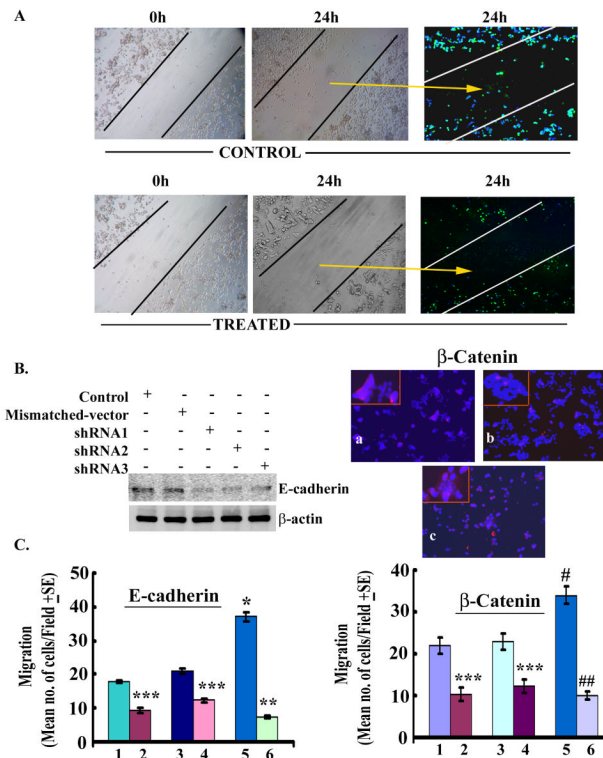 A
0h 24h 24h
CONTROL
0h 24h 24h
TREATED
B.
Control + - - - -
Mismatched-vector - + - - -
shRNA1 - - + - -
shRNA2 - - - + -
shRNA3 - - - - +
E-cadherin
β-actin
β-Catenin
a b
c
C.
Migration
(Mean no. of cells/Field ±SE)
E-cadherin
40
30
20
10
0
*** *** * **
1 2 3 4 5 6
Migration
(Mean no. of cells/Field ±SE)
β-Catenin
40
30
20
10
0
*** *** # ##
1 2 3 4 5 6